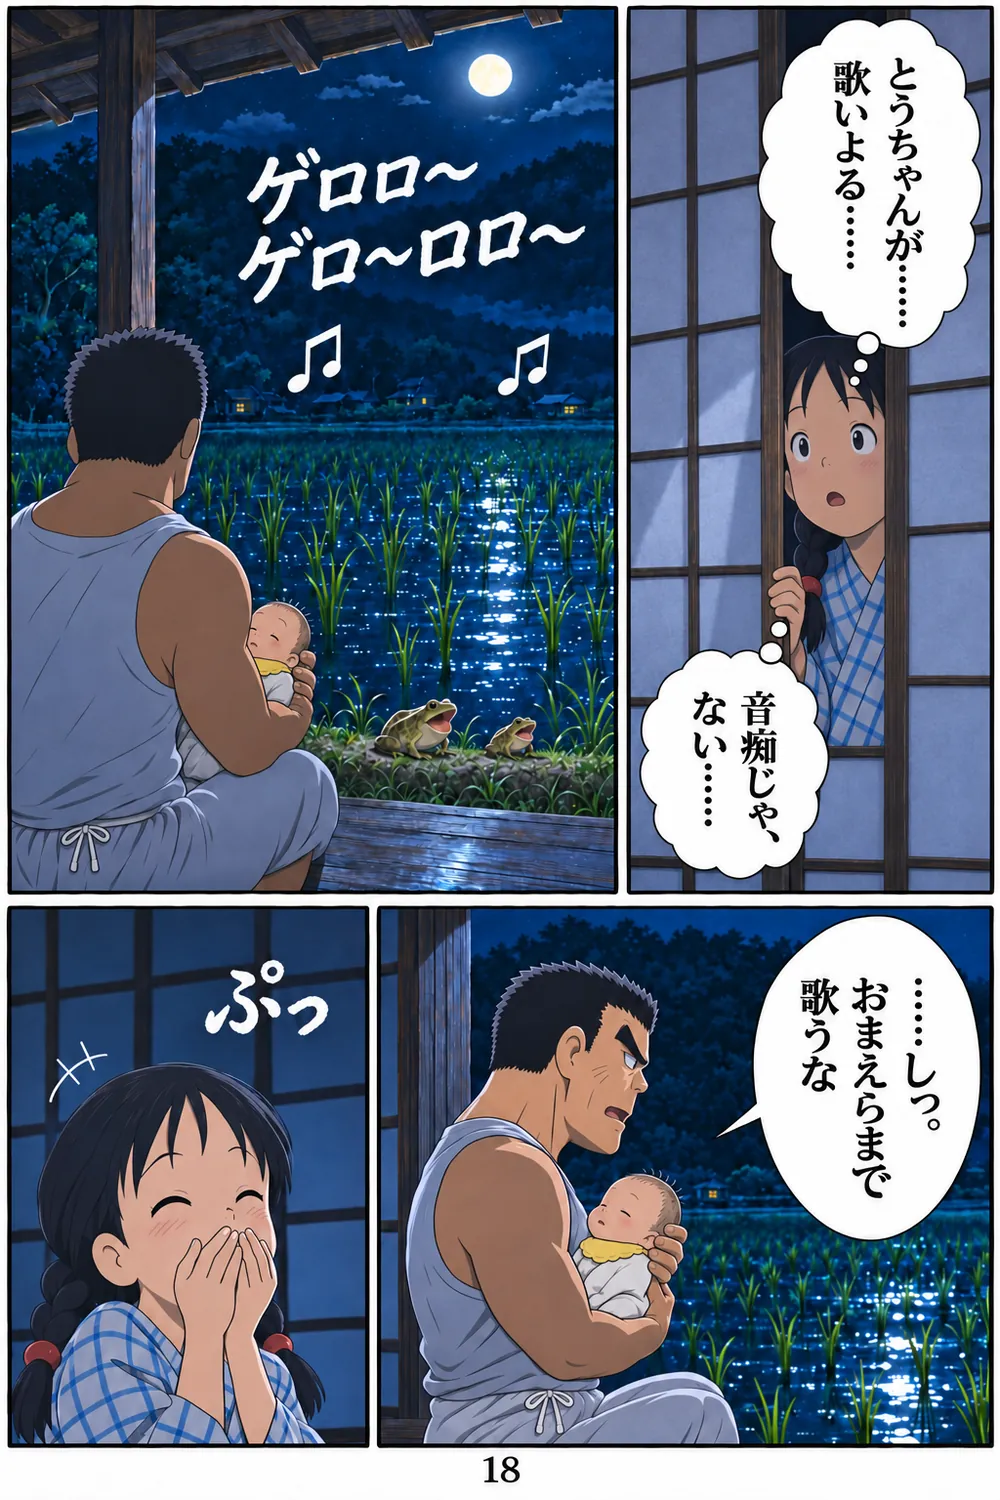 とうちゃんが……
歌いよる……
音痴じゃ、
ない……
ゲロロ〜
ゲロ〜ロロ〜
……しっ。
おまえらまで
歌うな
ぷっ
18